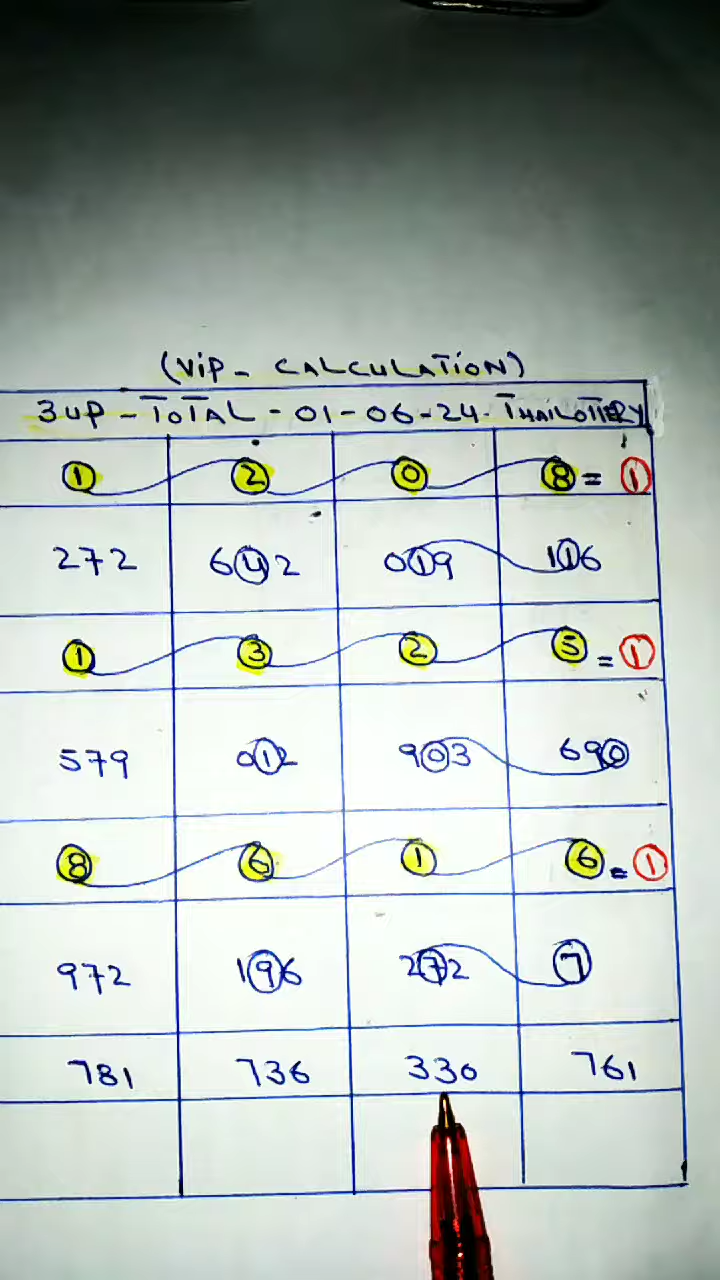 (VIP - CALCULATION)
3UP - TOTAL - 01-06-24. THAILOTTERY
1 2 0 8 = 1
272 642 019 116
1 3 2 5 = 1
579 012 903 690
8 6 1 6 = 1
972 196 272 7
781 736 330 761